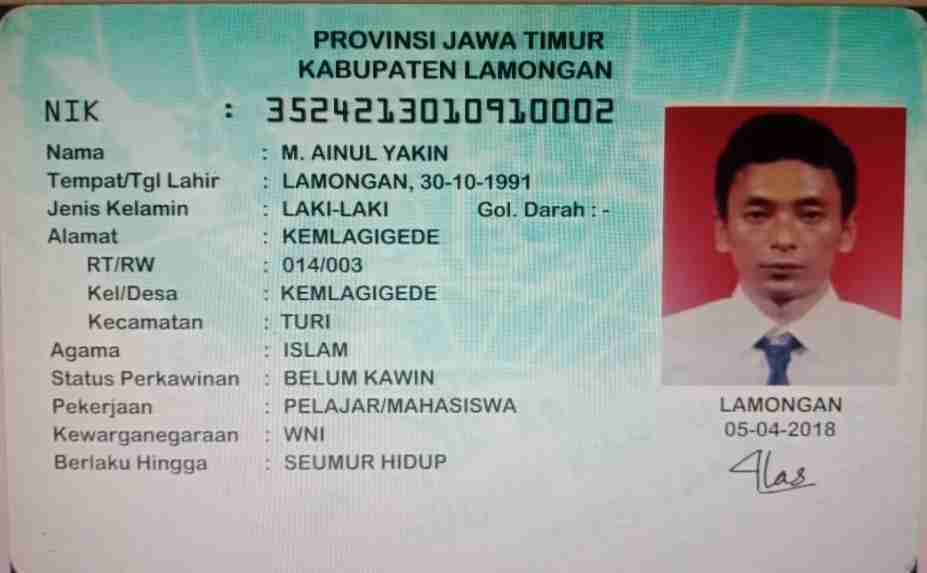 PROVINSI JAWA TIMUR
KABUPATEN LAMONGAN
NIK : 3524213010910002
Nama : M. AINUL YAKIN
Tempat/Tgl Lahir : LAMONGAN, 30-10-1991
Jenis Kelamin : LAKI-LAKI Gol. Darah : -
Alamat : KEMLAGIGEDE
RT/RW : 014/003
Kel/Desa : KEMLAGIGEDE
Kecamatan : TURI
Agama : ISLAM
Status Perkawinan : BELUM KAWIN
Pekerjaan : PELAJAR/MAHASISWA
Kewarganegaraan : WNI
Berlaku Hingga : SEUMUR HIDUP
LAMONGAN
05-04-2018